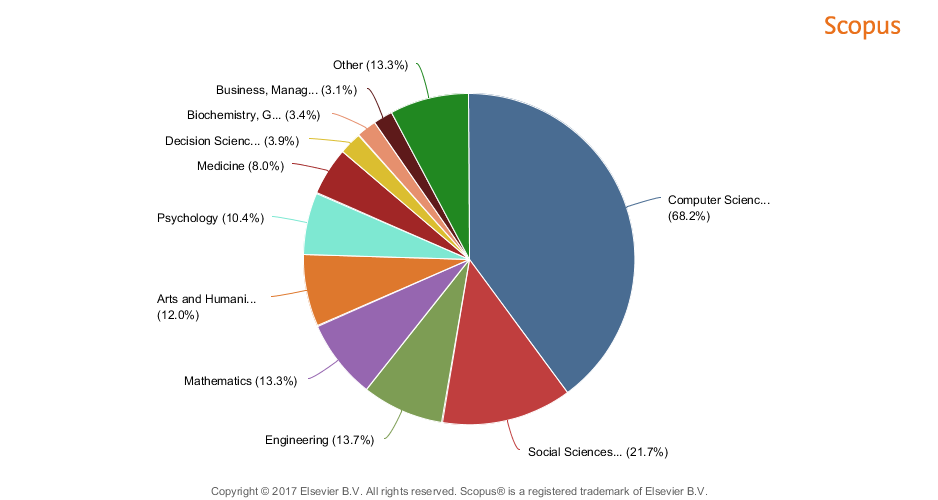 Scopus
Other (13.3%)
Business, Manag... (3.1%)
Biochemistry, G... (3.4%)
Decision Scienc... (3.9%)
Medicine (8.0%)
Computer Scienc...
(68.2%)
Psychology (10.4%)
Arts and Humani...
(12.0%)
Mathematics (13.3%)
Engineering (13.7%)
Social Sciences... (21.7%)
Copyright © 2017 Elsevier B.V. All rights reserved. Scopus® is a registered trademark of Elsevier B.V.